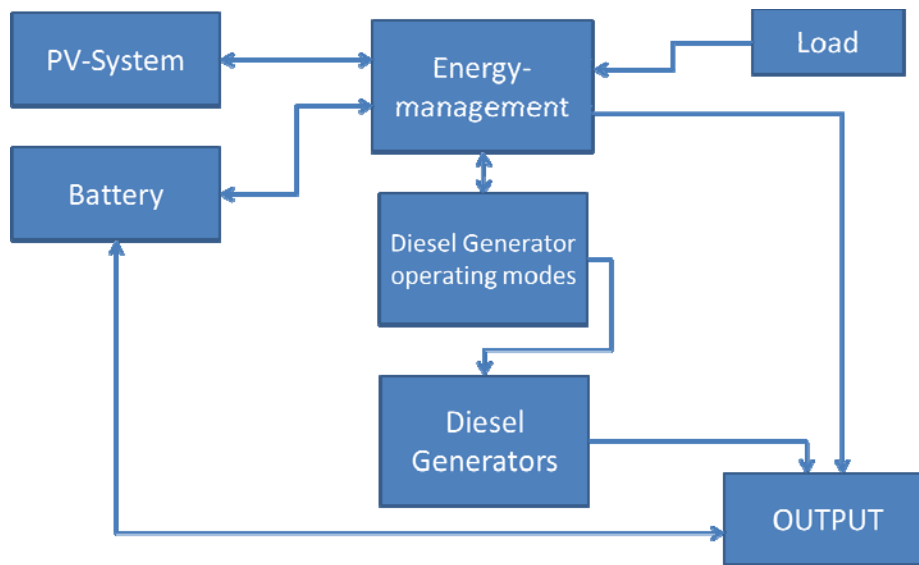 PV-System
Energy-
management
Load
Battery
Diesel Generator
operating modes
Diesel
Generators
OUTPUT